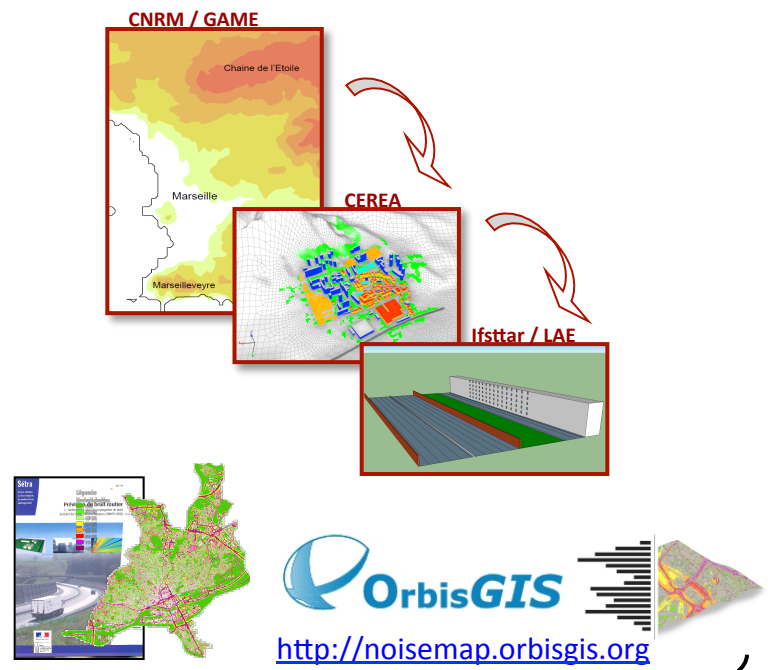 CNRM / GAME
Chaine de l'Etoile
Marseille
Marseilleveyre
CEREA
Ifsttar / LAE
Sétra
Prévision du bruit routier
OrbisGIS
http://noisemap.orbisgis.org
,